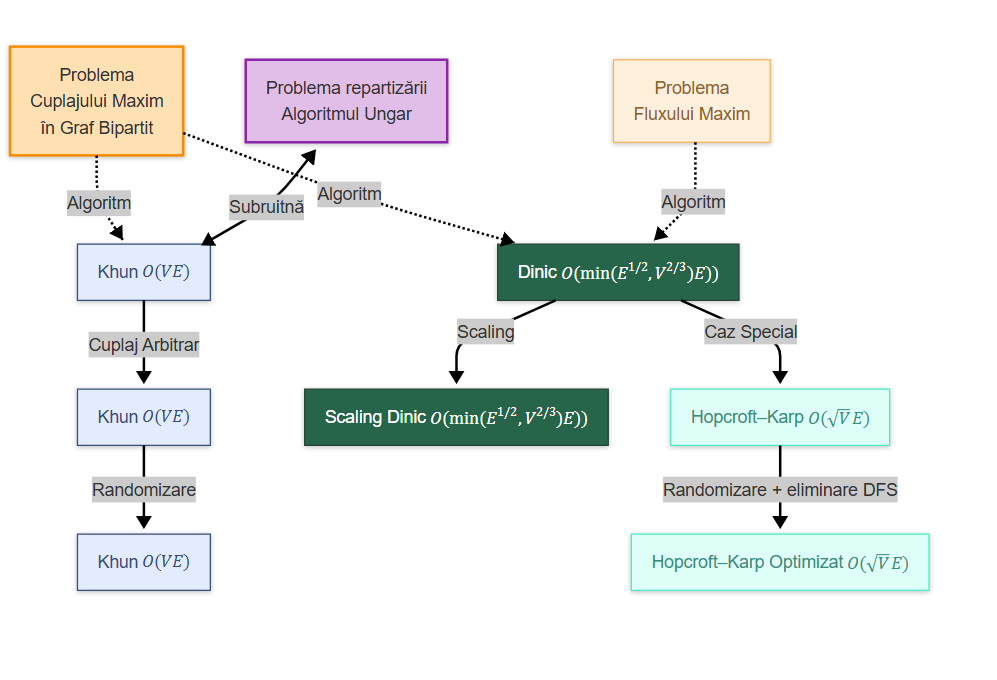 Problema
Cuplajului Maxim
în Graf Bipartit
Problema repartizării
Algoritmul Ungar
Problema
Fluxului Maxim
Algoritm
Subruitnă
Algoritm
Algoritm
Khun O(VE)
Dinic O(min(E^{1/2}, V^{2/3})E))
Cuplaj Arbitrar
Scaling
Caz Special
Khun O(VE)
Scaling Dinic O(min(E^{1/2}, V^{2/3})E))
Hopcroft–Karp O(√V E)
Randomizare
Randomizare + eliminare DFS
Khun O(VE)
Hopcroft–Karp Optimizat O(√V E)